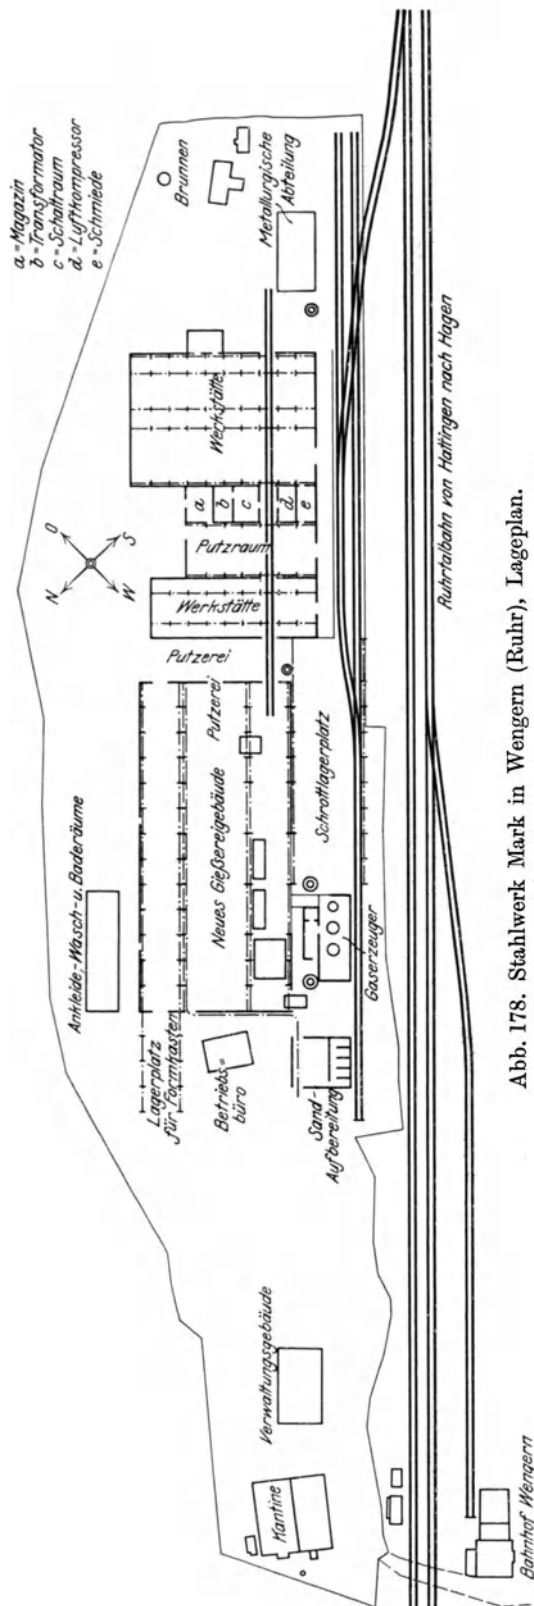 a=Magazin
b=Transformator
c=Schaltraum
d=Luftkompressor
e=Schmiede
Brunnen
Metallurgische
Abteilung
N
O
S
W
Werkstätte
a
b
c
d
e
Putzraum
Werkstätte
Putzerei
Putzerei
Neues Gießereigebäude
Schrottlagerplatz
Ankleide-, Wasch- u. Baderäume
Gaserzeuger
Lagerplatz
für Formkasten
Betriebs=
büro
Sand-
Aufbereitung
Verwaltungsgebäude
Kantine
Ruhrtalbahn von Hattingen nach Hagen
Bahnhof Wengern
Abb. 178. Stahlwerk Mark in Wengern (Ruhr), Lageplan.